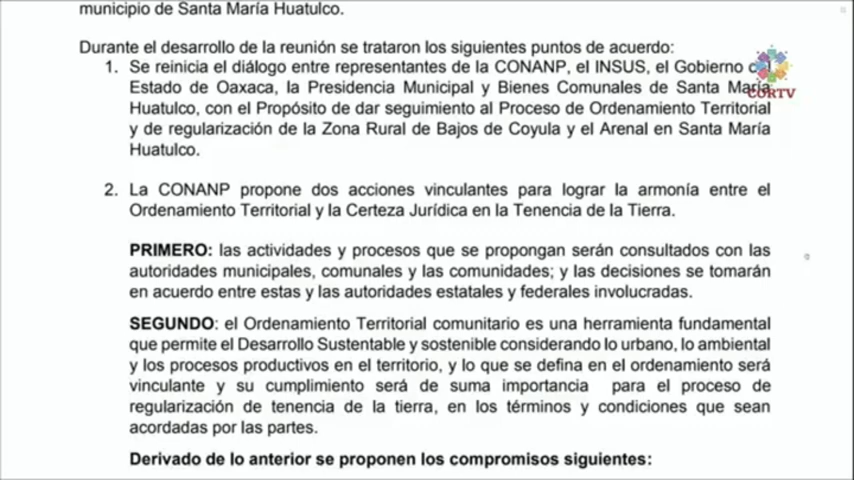 municipio de Santa María Huatulco.
Durante el desarrollo de la reunión se trataron los siguientes puntos de acuerdo:
1. Se reinicia el diálogo entre representantes de la CONANP, el INSUS, el Gobierno del
Estado de Oaxaca, la Presidencia Municipal y Bienes Comunales de Santa María
Huatulco, con el Propósito de dar seguimiento al Proceso de Ordenamiento Territorial
y de regularización de la Zona Rural de Bajos de Coyula y el Arenal en Santa María
Huatulco.
2. La CONANP propone dos acciones vinculantes para lograr la armonía entre el
Ordenamiento Territorial y la Certeza Jurídica en la Tenencia de la Tierra.
PRIMERO: las actividades y procesos que se propongan serán consultados con las
autoridades municipales, comunales y las comunidades; y las decisiones se tomarán
en acuerdo entre estas y las autoridades estatales y federales involucradas.
SEGUNDO: el Ordenamiento Territorial comunitario es una herramienta fundamental
que permite el Desarrollo Sustentable y sostenible considerando lo urbano, lo ambiental
y los procesos productivos en el territorio, y lo que se defina en el ordenamiento será
vinculante y su cumplimiento será de suma importancia para el proceso de
regularización de tenencia de la tierra, en los términos y condiciones que sean
acordadas por las partes.
Derivado de lo anterior se proponen los compromisos siguientes:
CORTV